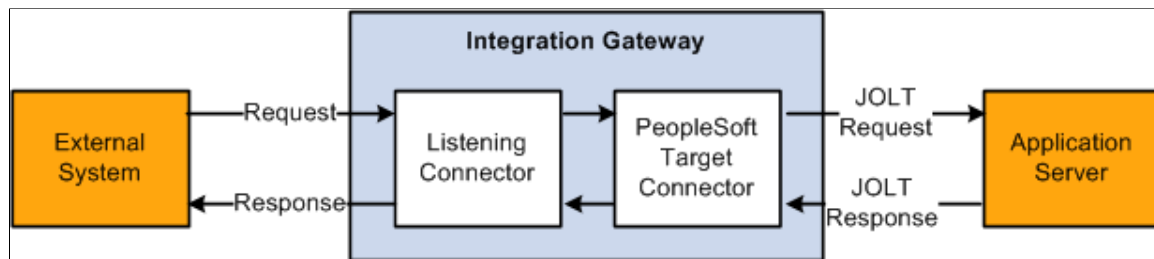 Integration Gateway
External
System
Request
Response
Listening
Connector
PeopleSoft
Target
Connector
JOLT
Request
JOLT
Response
Application
Server